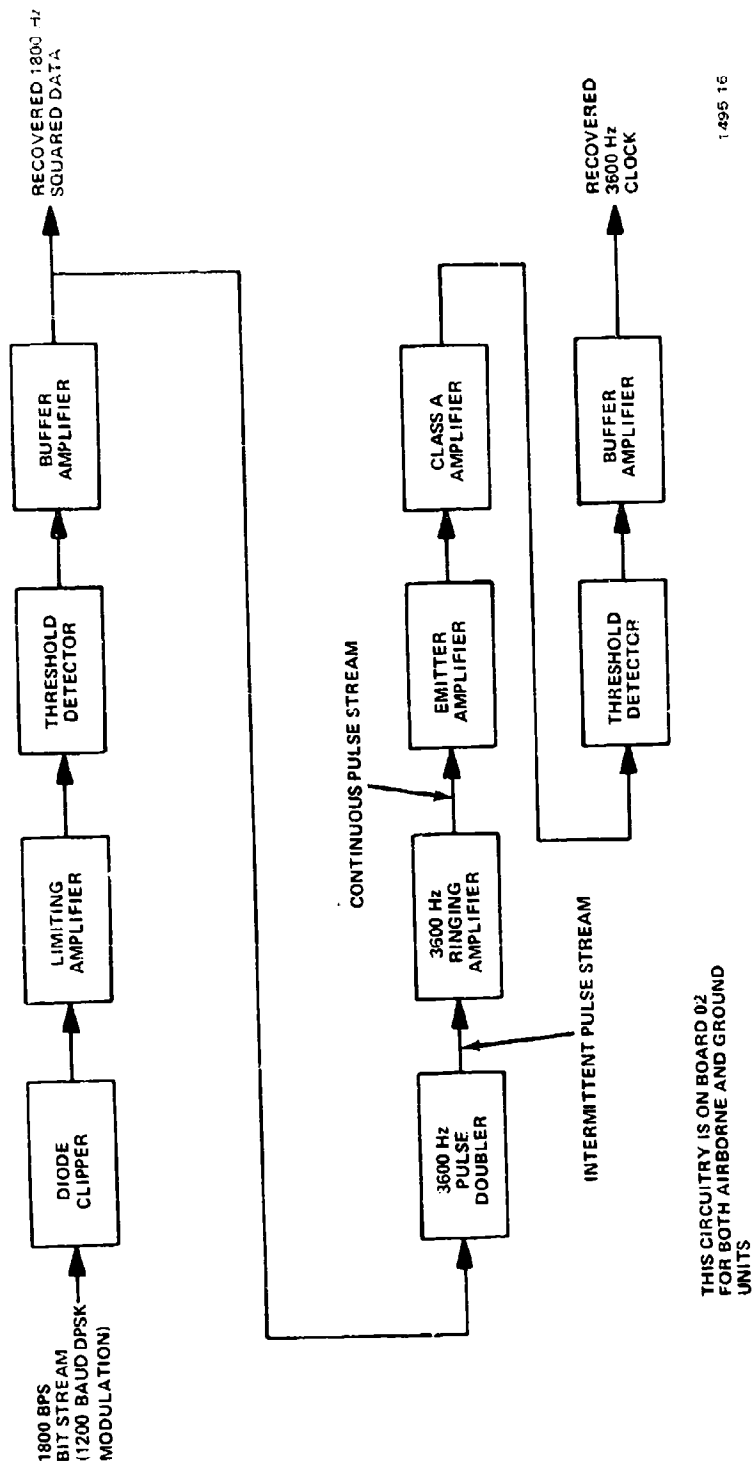 1800 BPS
BIT STREAM
(1200 BAUD DPSK
MODULATION)
DIODE
CLIPPER
LIMITING
AMPLIFIER
THRESHOLD
DETECTOR
BUFFER
AMPLIFIER
RECOVERED 1800 Hz
SQUARED DATA
3600 Hz
PULSE
DOUBLER
INTERMITTENT PULSE STREAM
3600 Hz
RINGING
AMPLIFIER
CONTINUOUS PULSE STREAM
EMITTER
AMPLIFIER
CLASS A
AMPLIFIER
THRESHOLD
DETECTOR
BUFFER
AMPLIFIER
RECOVERED
3600 Hz
CLOCK
THIS CIRCUITRY IS ON BOARD 02
FOR BOTH AIRBORNE AND GROUND
UNITS
1495 16